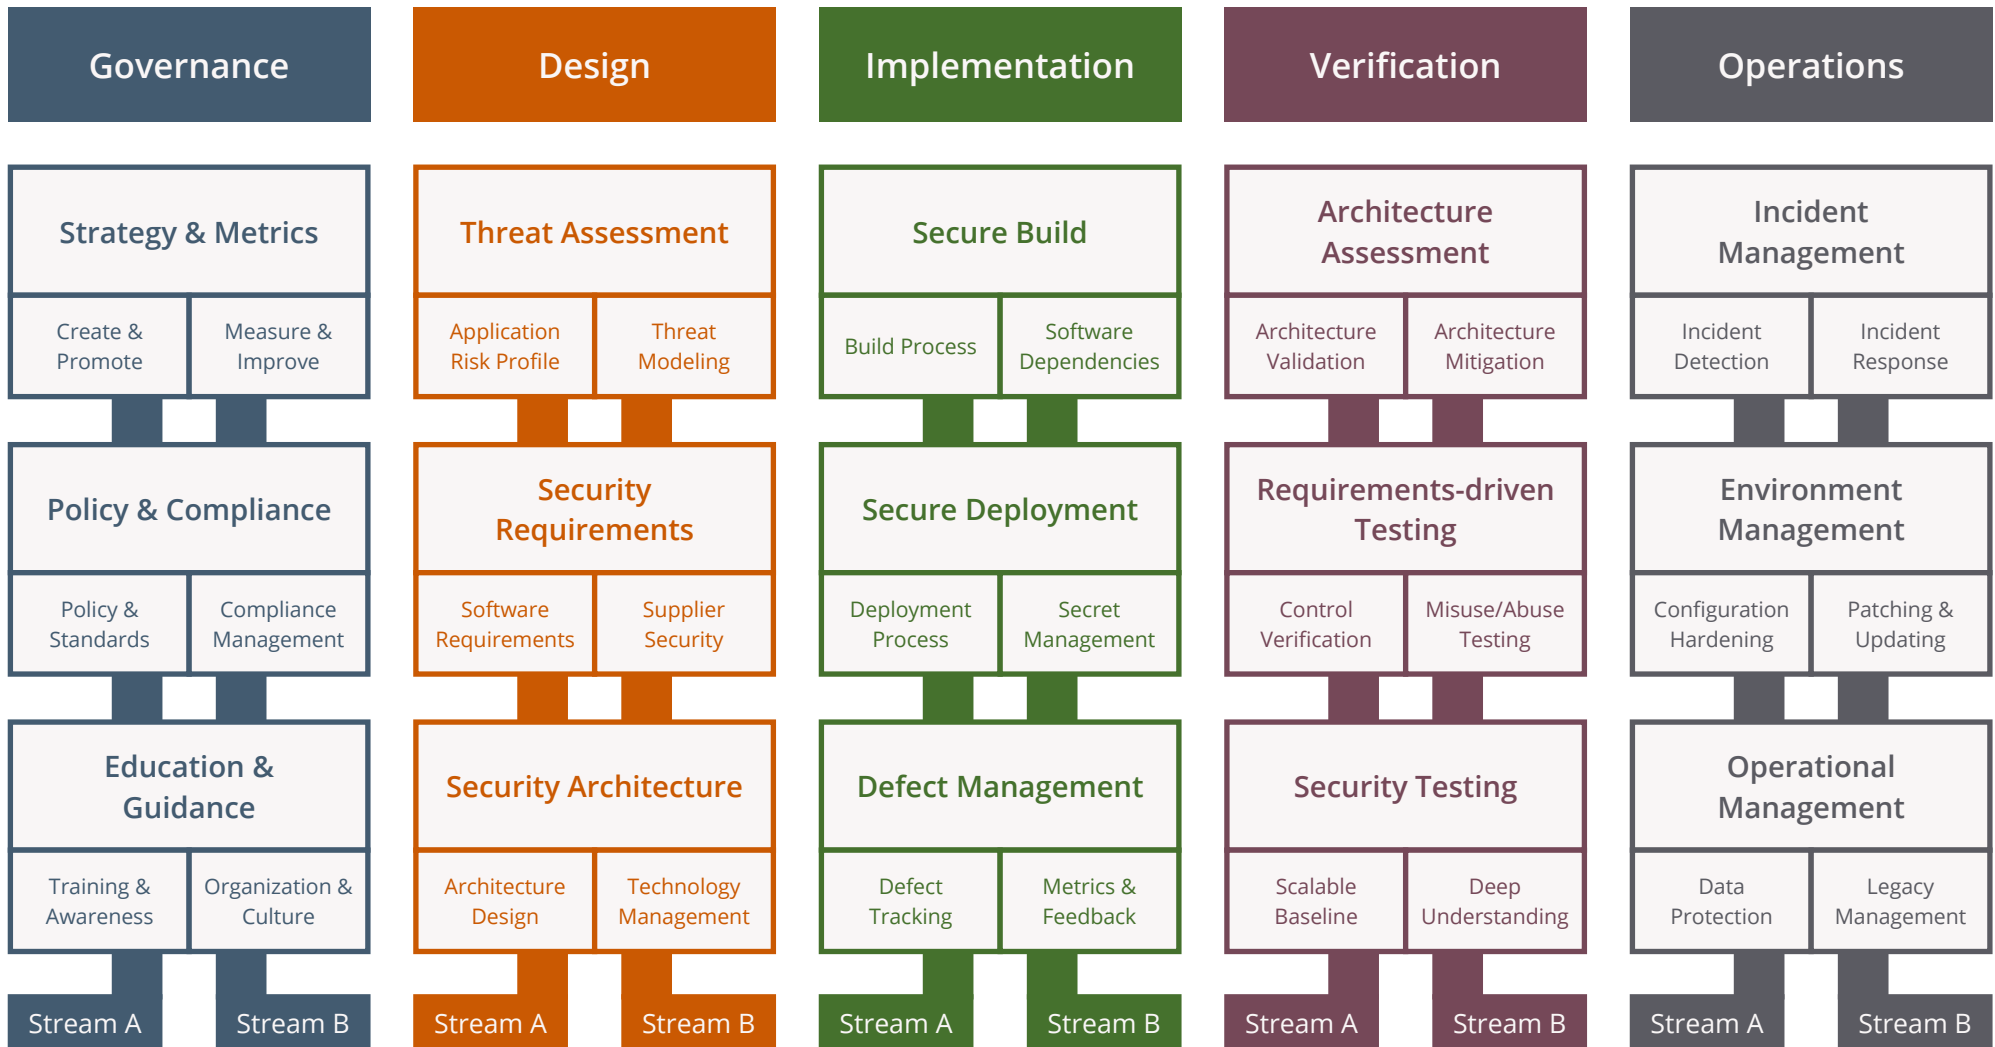 Governance
Design
Implementation
Verification
Operations
Strategy & Metrics
Create &
Promote
Measure &
Improve
Policy & Compliance
Policy &
Standards
Compliance
Management
Education &
Guidance
Training &
Awareness
Organization &
Culture
Stream A
Stream B
Threat Assessment
Application
Risk Profile
Threat
Modeling
Security
Requirements
Software
Requirements
Supplier
Security
Security Architecture
Architecture
Design
Technology
Management
Stream A
Stream B
Secure Build
Build Process
Software
Dependencies
Secure Deployment
Deployment
Process
Secret
Management
Defect Management
Defect
Tracking
Metrics &
Feedback
Stream A
Stream B
Architecture
Assessment
Architecture
Validation
Architecture
Mitigation
Requirements-driven
Testing
Control
Verification
Misuse/Abuse
Testing
Security Testing
Scalable
Baseline
Deep
Understanding
Stream A
Stream B
Incident
Management
Incident
Detection
Incident
Response
Environment
Management
Configuration
Hardening
Patching &
Updating
Operational
Management
Data
Protection
Legacy
Management
Stream A
Stream B